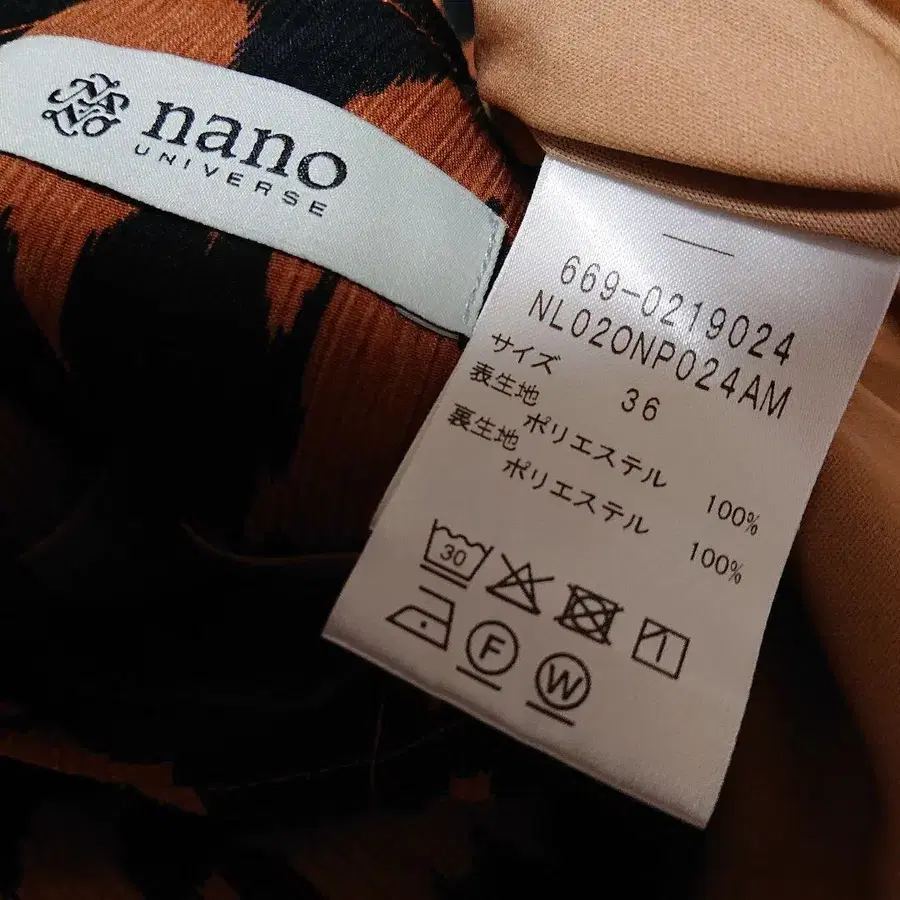 nano
UNIVERSE
669-0219024
NL020NP024AM
サイズ 36
表生地
ポリエステル 100%
裏生地
ポリエステル 100%
30
F
W